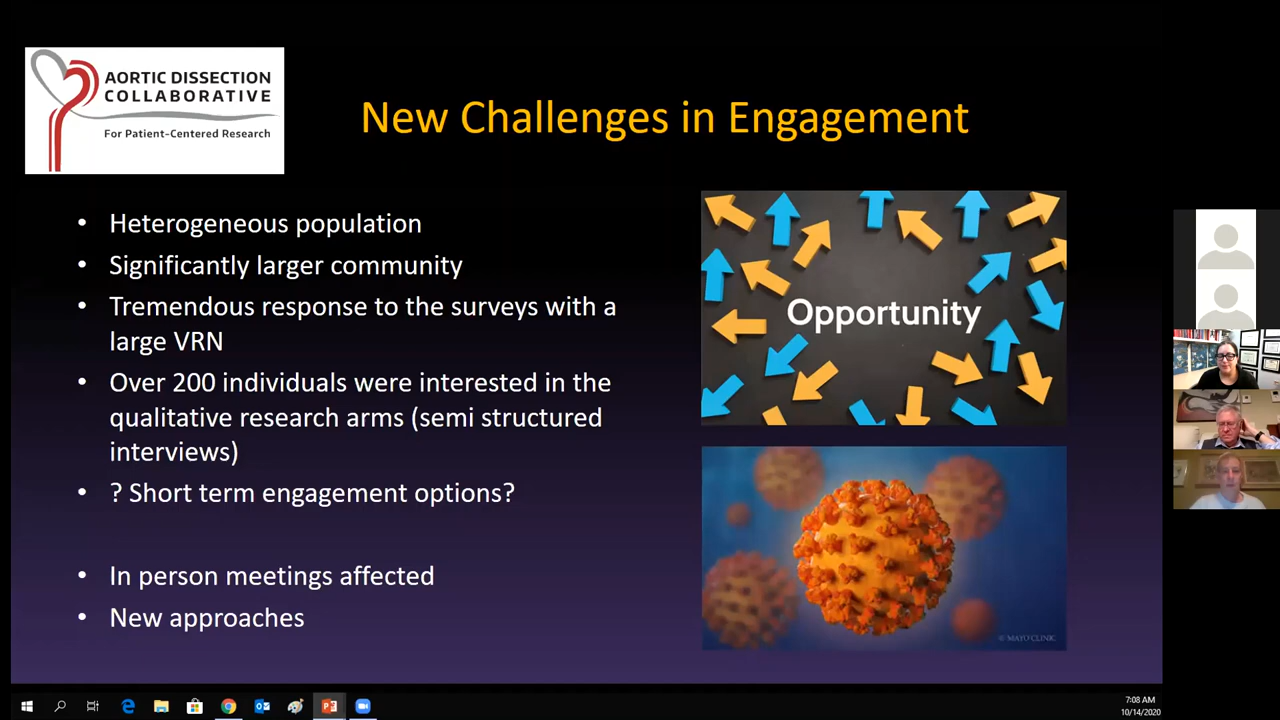 AORTIC DISSECTION
COLLABORATIVE
For Patient-Centered Research
New Challenges in Engagement
• Heterogeneous population
• Significantly larger community
• Tremendous response to the surveys with a
large VRN
• Over 200 individuals were interested in the
qualitative research arms (semi structured
interviews)
• ? Short term engagement options?
• In person meetings affected
• New approaches
Opportunity
© MAYO CLINIC
7:08 AM
10/14/2020